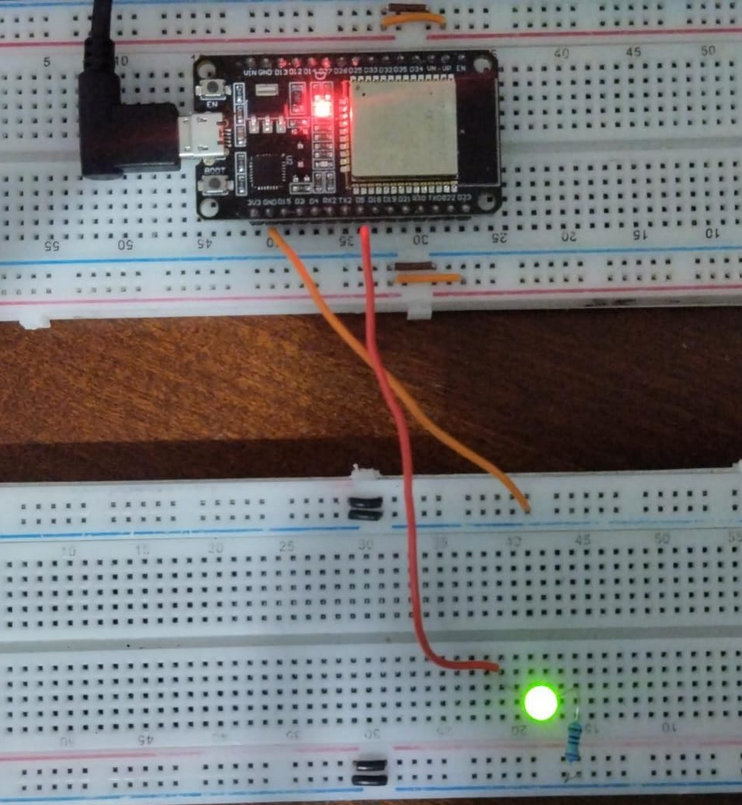 5 10 40 45 50
VIN GND D13 D12 D14 D27 D26 D25 D33 D32 D35 D34 VN VP EN
EN
BOOT
3V3 GND D15 D2 D4 RX2 TX2 D5 D18 D19 D21 RX0 TX0 D22 D23
55 50 45 40 35 30 25 20 15
10 15 20 25 30 35 40 45 50 55
45 30 20 15 10